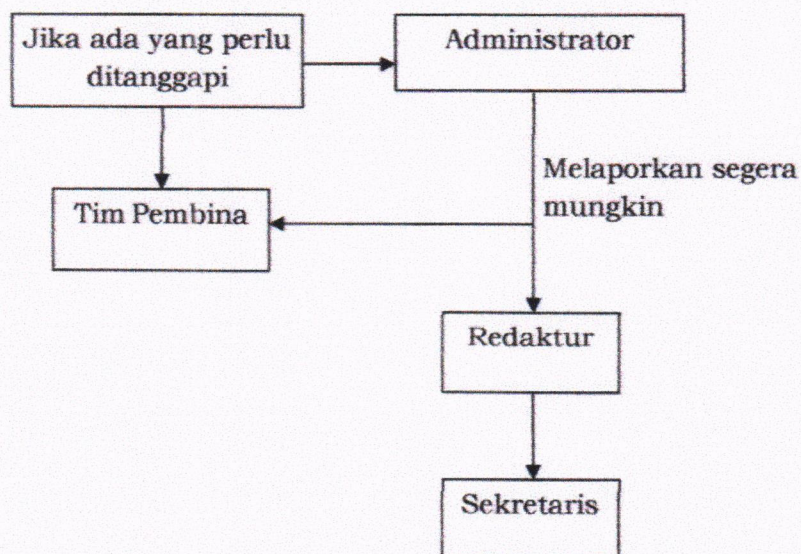 Jika ada yang perlu
ditanggapi
Administrator
Melaporkan segera
mungkin
Tim Pembina
Redaktur
Sekretaris